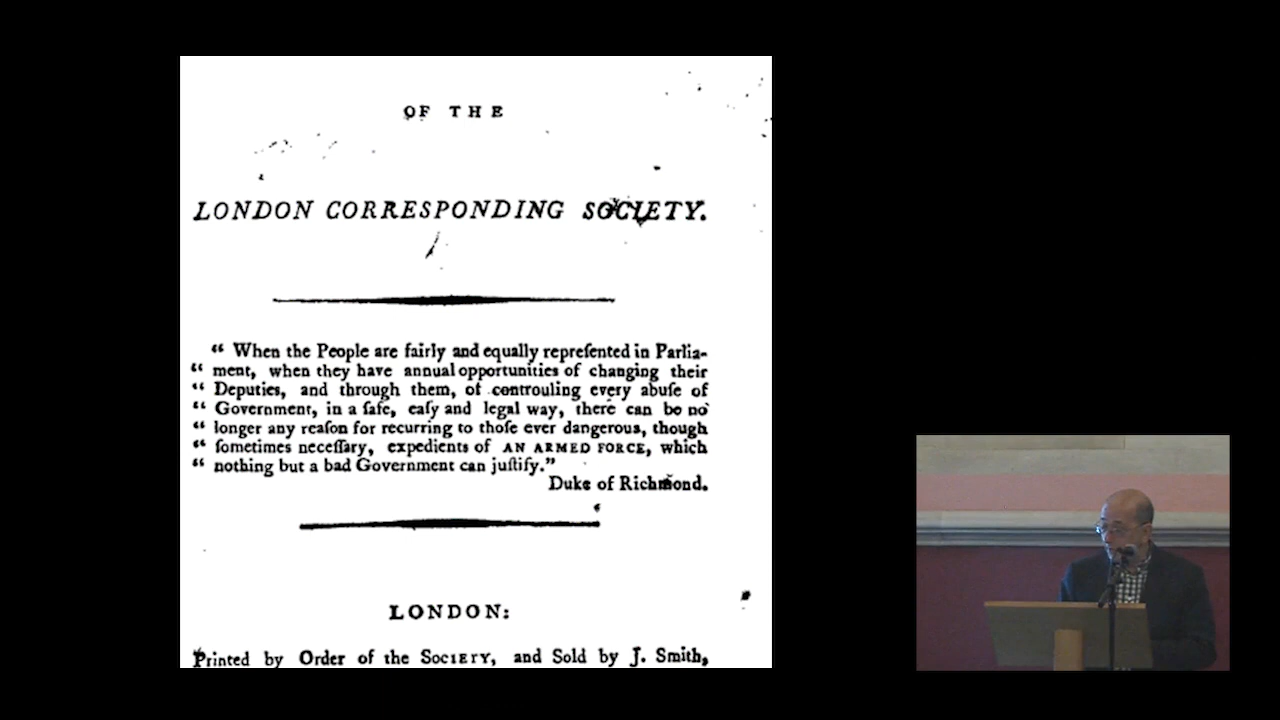 OF THE
LONDON CORRESPONDING SOCIETY.
“ When the People are fairly and equally repreſented in Parlia-
“ ment, when they have annual opportunities of changing their
“ Deputies, and through them, of controuling every abuſe of
“ Government, in a ſafe, eaſy and legal way, there can be no
“ longer any reaſon for recurring to thoſe ever dangerous, though
“ ſometimes neceſſary, expedients of AN ARMED FORCE, which
“ nothing but a bad Government can juſtify.”
Duke of Richmond.
LONDON:
Printed by Order of the SOCIETY, and Sold by J. Smith,